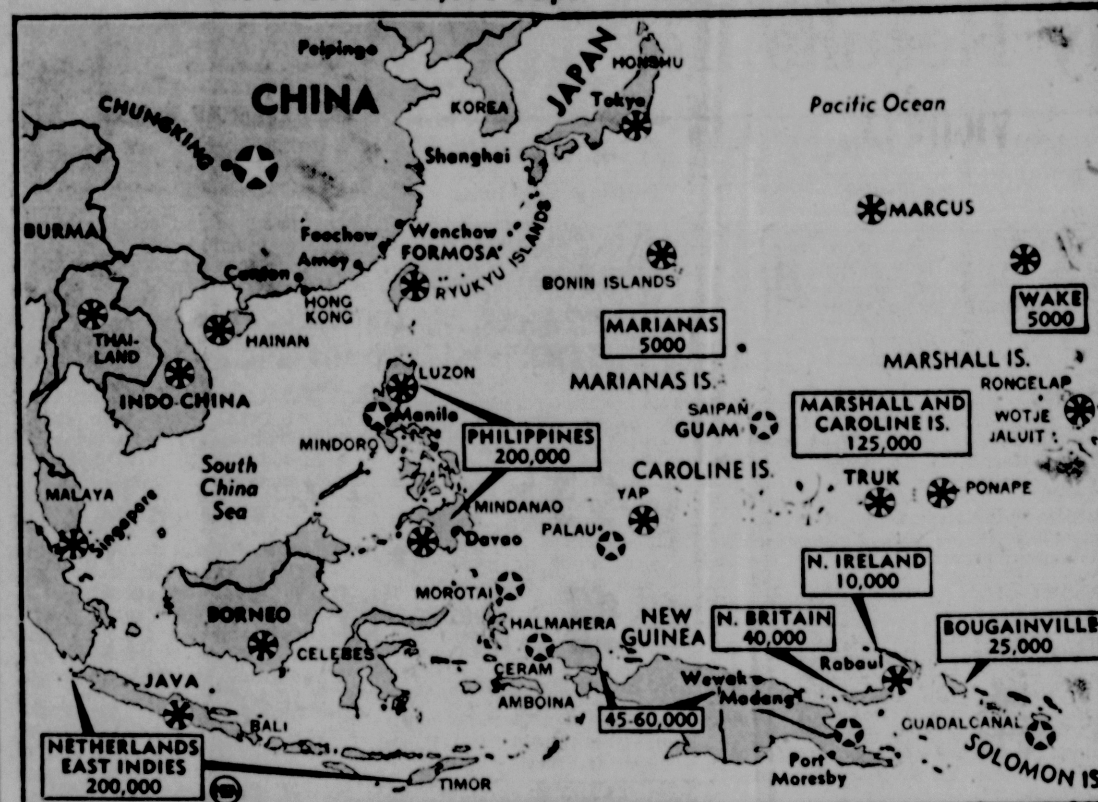 Peipingo
HONSHU
JAPAN
CHINA
KOREA
Tokyo
Pacific Ocean
CHUNGKING
Shanghai
MARCUS
BURMA
Foochow
Wenchow
FORMOSA
Amoy
RYUKYU ISLANDS
Canton
BONIN ISLANDS
HONG
KONG
WAKE
5000
MARIANAS
5000
THAI-
LAND
HAINAN
MARSHALL IS.
LUZON
MARIANAS IS.
RONGELAP
INDO-CHINA
SAIPAN
GUAM
MARSHALL AND
CAROLINE IS.
125,000
WOTJE
JALUIT
Manila
MINDORO
PHILIPPINES
200,000
South
China
Sea
CAROLINE IS.
TRUK
PONAPE
MALAYA
Singapore
YAP
MINDANAO
PALAU
Davao
N. IRELAND
10,000
MOROTAI
BORNEO
HALMAHERA
NEW
GUINEA
N. BRITAIN
40,000
BOUGAINVILLE
25,000
CELEBES
Rabaul
CERAM
AMBOINA
Wewak
Madang
JAVA
BALI
45-60,000
GUADALCANAL
SOLOMON IS
NETHERLANDS
EAST INDIES
200,000
TIMOR
Port
Moresby